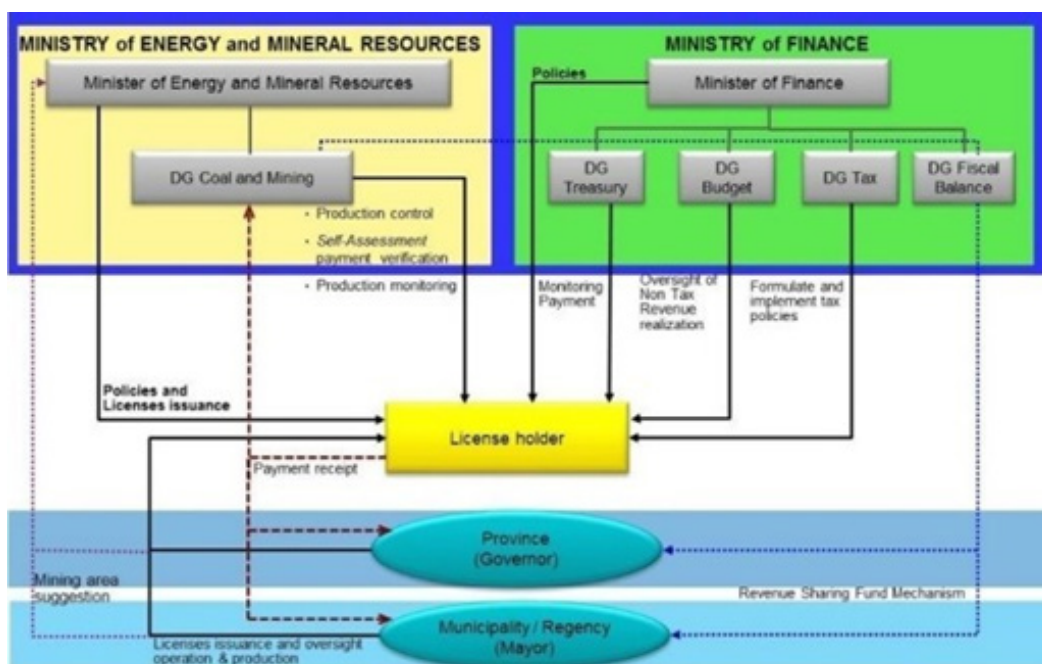 MINISTRY of ENERGY and MINERAL RESOURCES
Minister of Energy and Mineral Resources
DG Coal and Mining
• Production control
• Self-Assessment
payment verification
• Production monitoring
MINISTRY of FINANCE
Policies
Minister of Finance
DG
Treasury
DG
Budget
DG Tax
DG Fiscal
Balance
Monitoring
Payment
Oversight of
Non Tax
Revenue
realization
Formulate and
implement tax
policies
Policies and
Licenses issuance
License holder
Payment receipt
Province
(Governor)
Mining area
suggestion
Revenue Sharing Fund Mechanism
Municipality / Regency
(Mayor)
Licenses issuance and oversight
operation & production